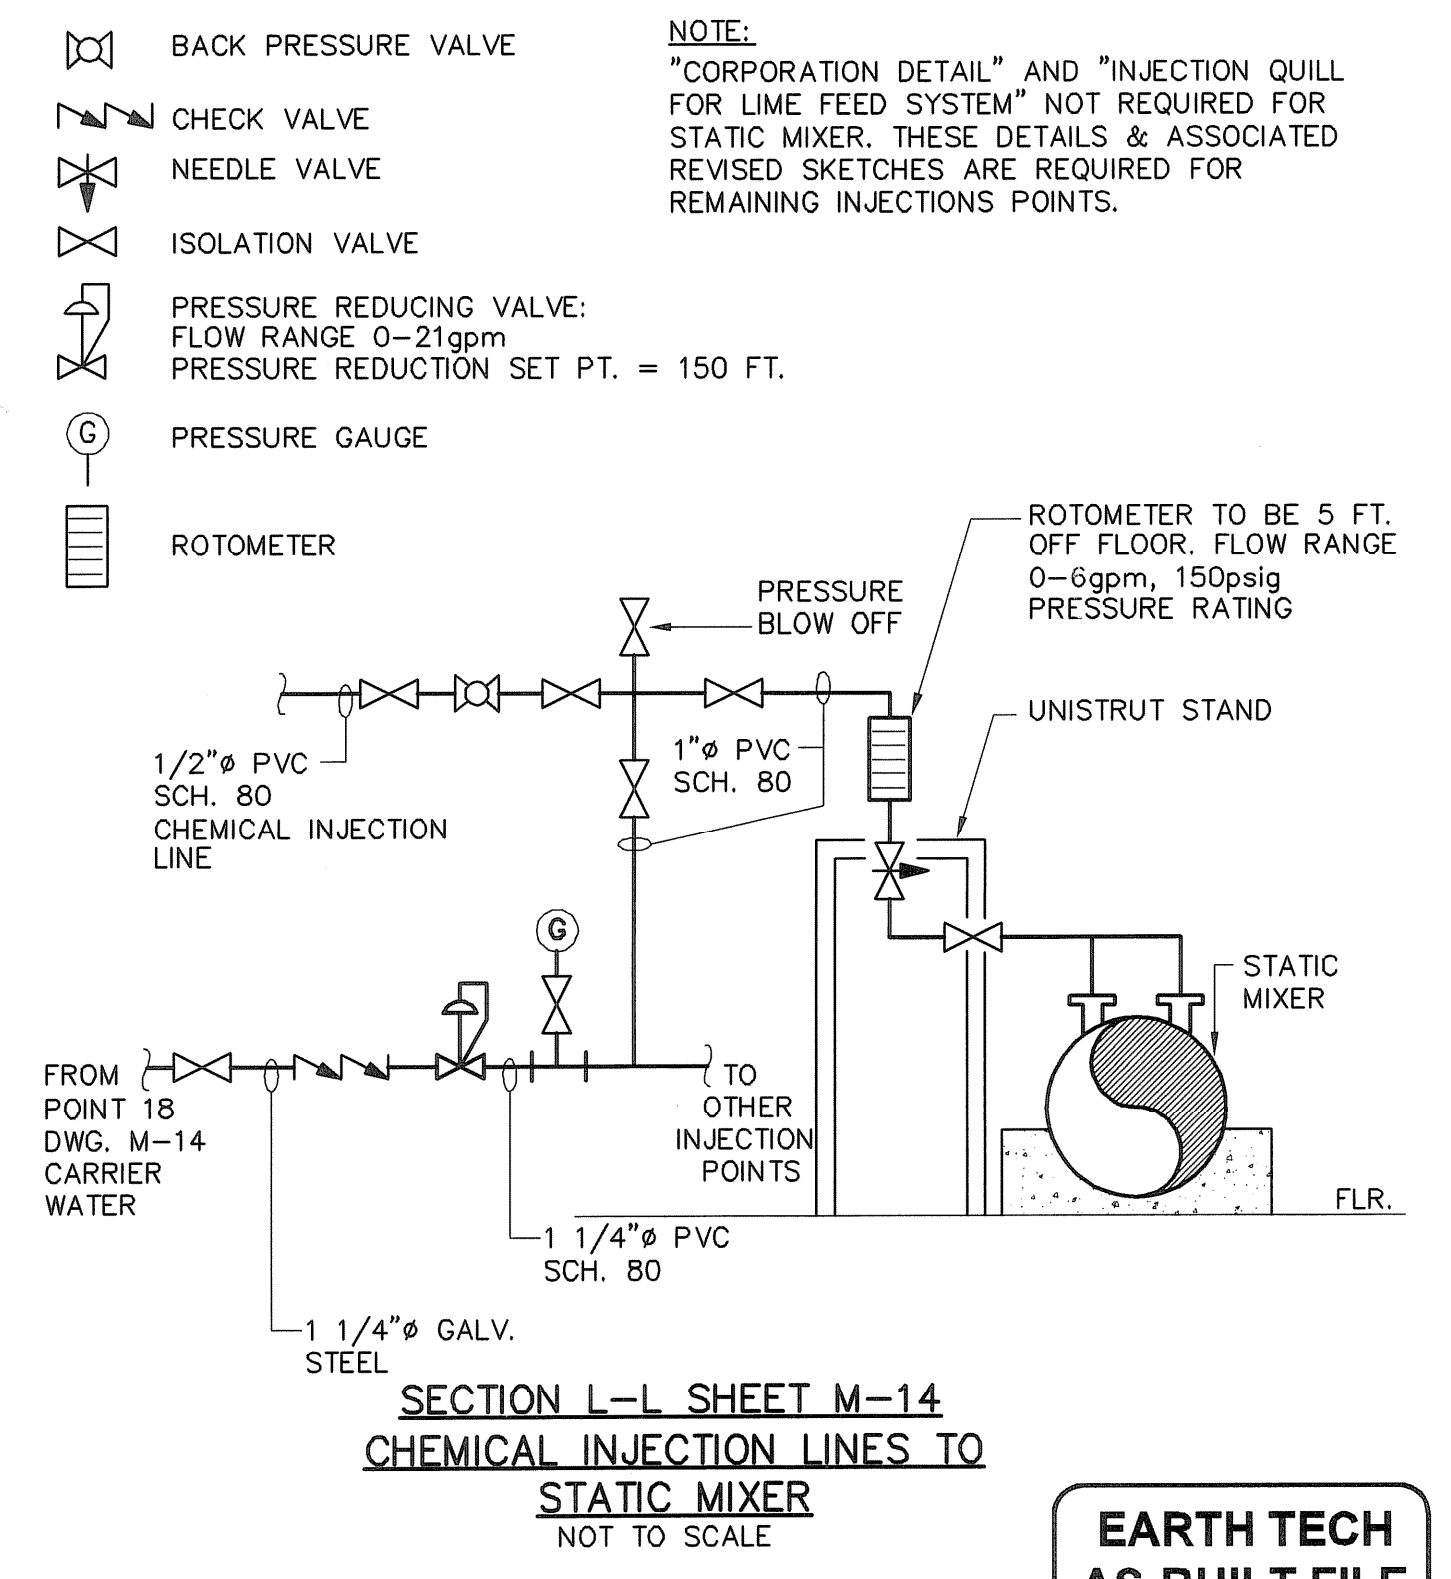 BACK PRESSURE VALVE
CHECK VALVE
NEEDLE VALVE
ISOLATION VALVE
PRESSURE REDUCING VALVE:
FLOW RANGE 0-21gpm
PRESSURE REDUCTION SET PT. = 150 FT.
G
PRESSURE GAUGE
ROTOMETER
NOTE:
"CORPORATION DETAIL" AND "INJECTION QUILL
FOR LIME FEED SYSTEM" NOT REQUIRED FOR
STATIC MIXER. THESE DETAILS & ASSOCIATED
REVISED SKETCHES ARE REQUIRED FOR
REMAINING INJECTIONS POINTS.
ROTOMETER TO BE 5 FT.
OFF FLOOR. FLOW RANGE
0-6gpm, 150psig
PRESSURE RATING
PRESSURE
BLOW OFF
UNISTRUT STAND
1/2"ø PVC
SCH. 80
CHEMICAL INJECTION
LINE
1"ø PVC
SCH. 80
G
STATIC
MIXER
FROM
POINT 18
DWG. M-14
CARRIER
WATER
TO
OTHER
INJECTION
POINTS
FLR.
1 1/4"ø PVC
SCH. 80
1 1/4"ø GALV.
STEEL
SECTION L-L SHEET M-14
CHEMICAL INJECTION LINES TO
STATIC MIXER
NOT TO SCALE
EARTH TECH
AS-BUILT FILE